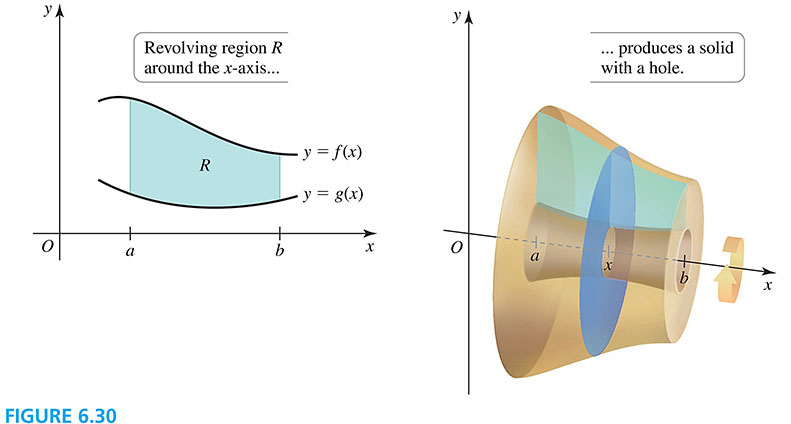 y
Revolving region R
around the x-axis...
y = f(x)
R
y = g(x)
O
a
b
x
y
... produces a solid
with a hole.
O
a
x
b
x
FIGURE 6.30